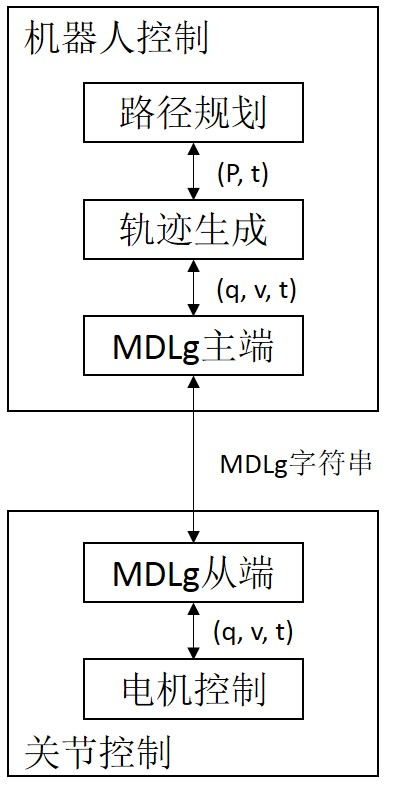 机器人控制
路径规划
(P, t)
轨迹生成
(q, v, t)
MDLg主端
MDLg字符串
MDLg从端
(q, v, t)
电机控制
关节控制